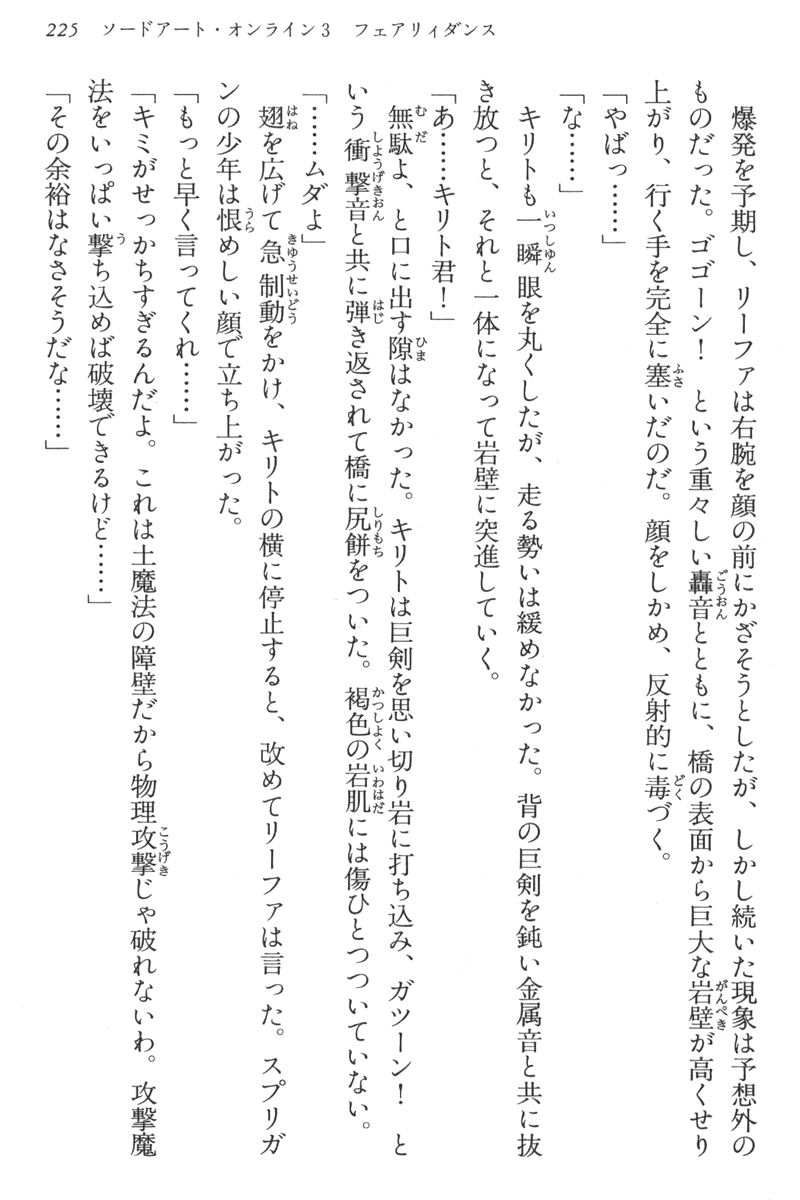 225　ソードアート・オンライン3　フェアリィダンス
　爆発を予期し、リーファは右腕を顔の前にかざそうとしたが、しかし続いた現象は予想外の
ものだった。ゴゴーン！　という重々しい轟音とともに、橋の表面から巨大な岩壁が高くせり
上がり、行く手を完全に塞いだのだ。顔をしかめ、反射的に毒づく。
「やばっ……」
「な……」
　キリトも一瞬眼を丸くしたが、走る勢いは緩めなかった。背の巨剣を鈍い金属音と共に抜
き放つと、それと一体になって岩壁に突進していく。
「あ……キリト君！」
　無駄よ、と口に出す隙はなかった。キリトは巨剣を思い切り岩に打ち込み、ガツーン！　と
いう衝撃音と共に弾き返されて橋に尻餅をついた。褐色の岩肌には傷ひとつついていない。
「……ムダよ」
　翅を広げて急制動をかけ、キリトの横に停止すると、改めてリーファは言った。スプリガ
ンの少年は恨めしい顔で立ち上がった。
「もっと早く言ってくれ……」
「キミがせっかちすぎるんだよ。これは土魔法の障壁だから物理攻撃じゃ破れないわ。攻撃魔
法をいっぱい撃ち込めば破壊できるけど……」
「その余裕はなさそうだな……」